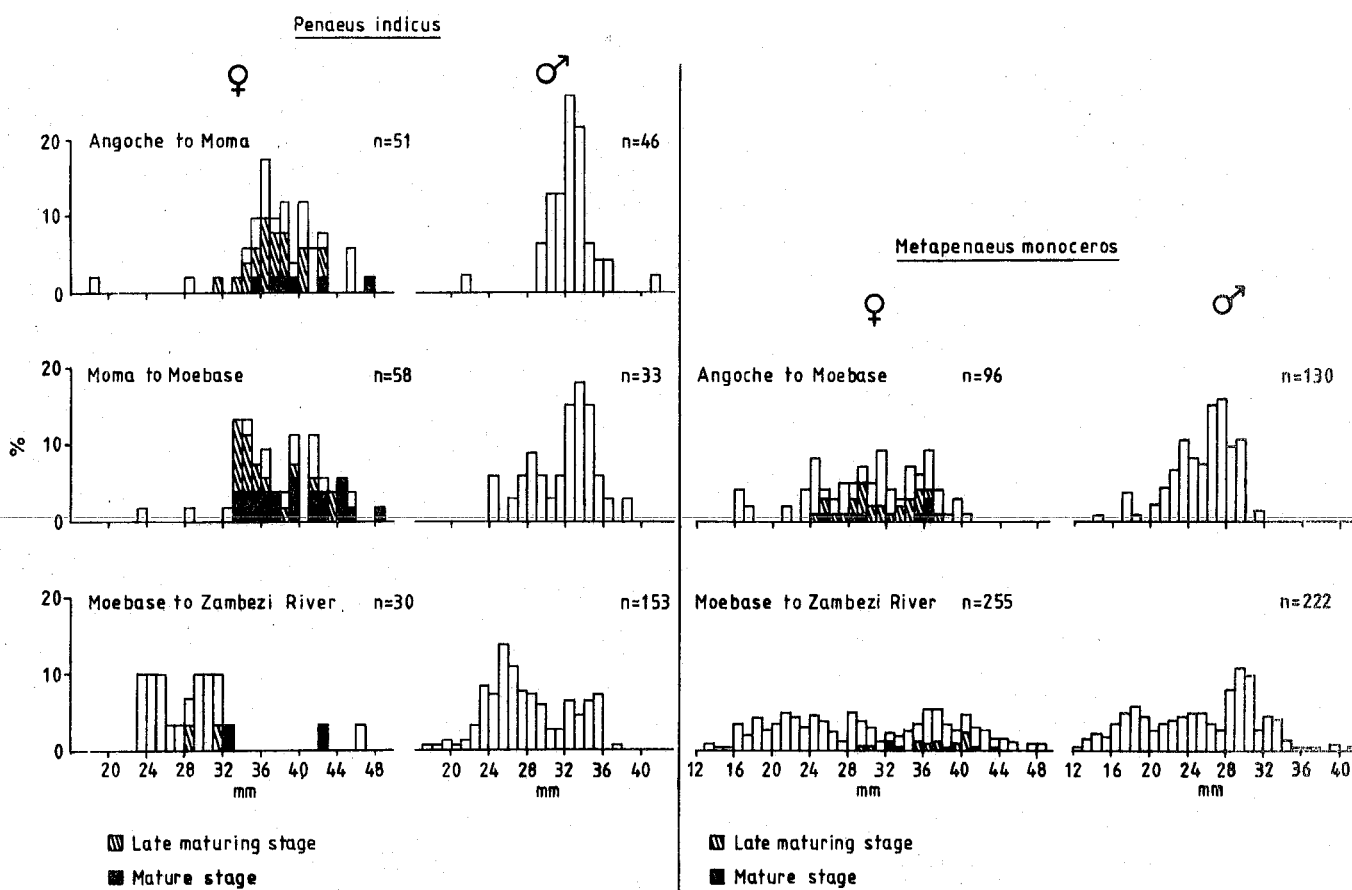 Penaeus indicus
♀ ♂
Angoche to Moma n=51 n=46
20
10
0
Moma to Moebase n=58 n=33
20
%
10
0
Moebase to Zambezi River n=30 n=153
20
10
0
20 24 28 32 36 40 44 48
mm
20 24 28 32 36 40
mm
Late maturing stage
Mature stage
Metapenaeus monoceros
♀ ♂
Angoche to Moebase n=96 n=130
Moebase to Zambezi River n=255 n=222
12 16 20 24 28 32 36 40 44 48
mm
12 16 20 24 28 32 36 40
mm
Late maturing stage
Mature stage